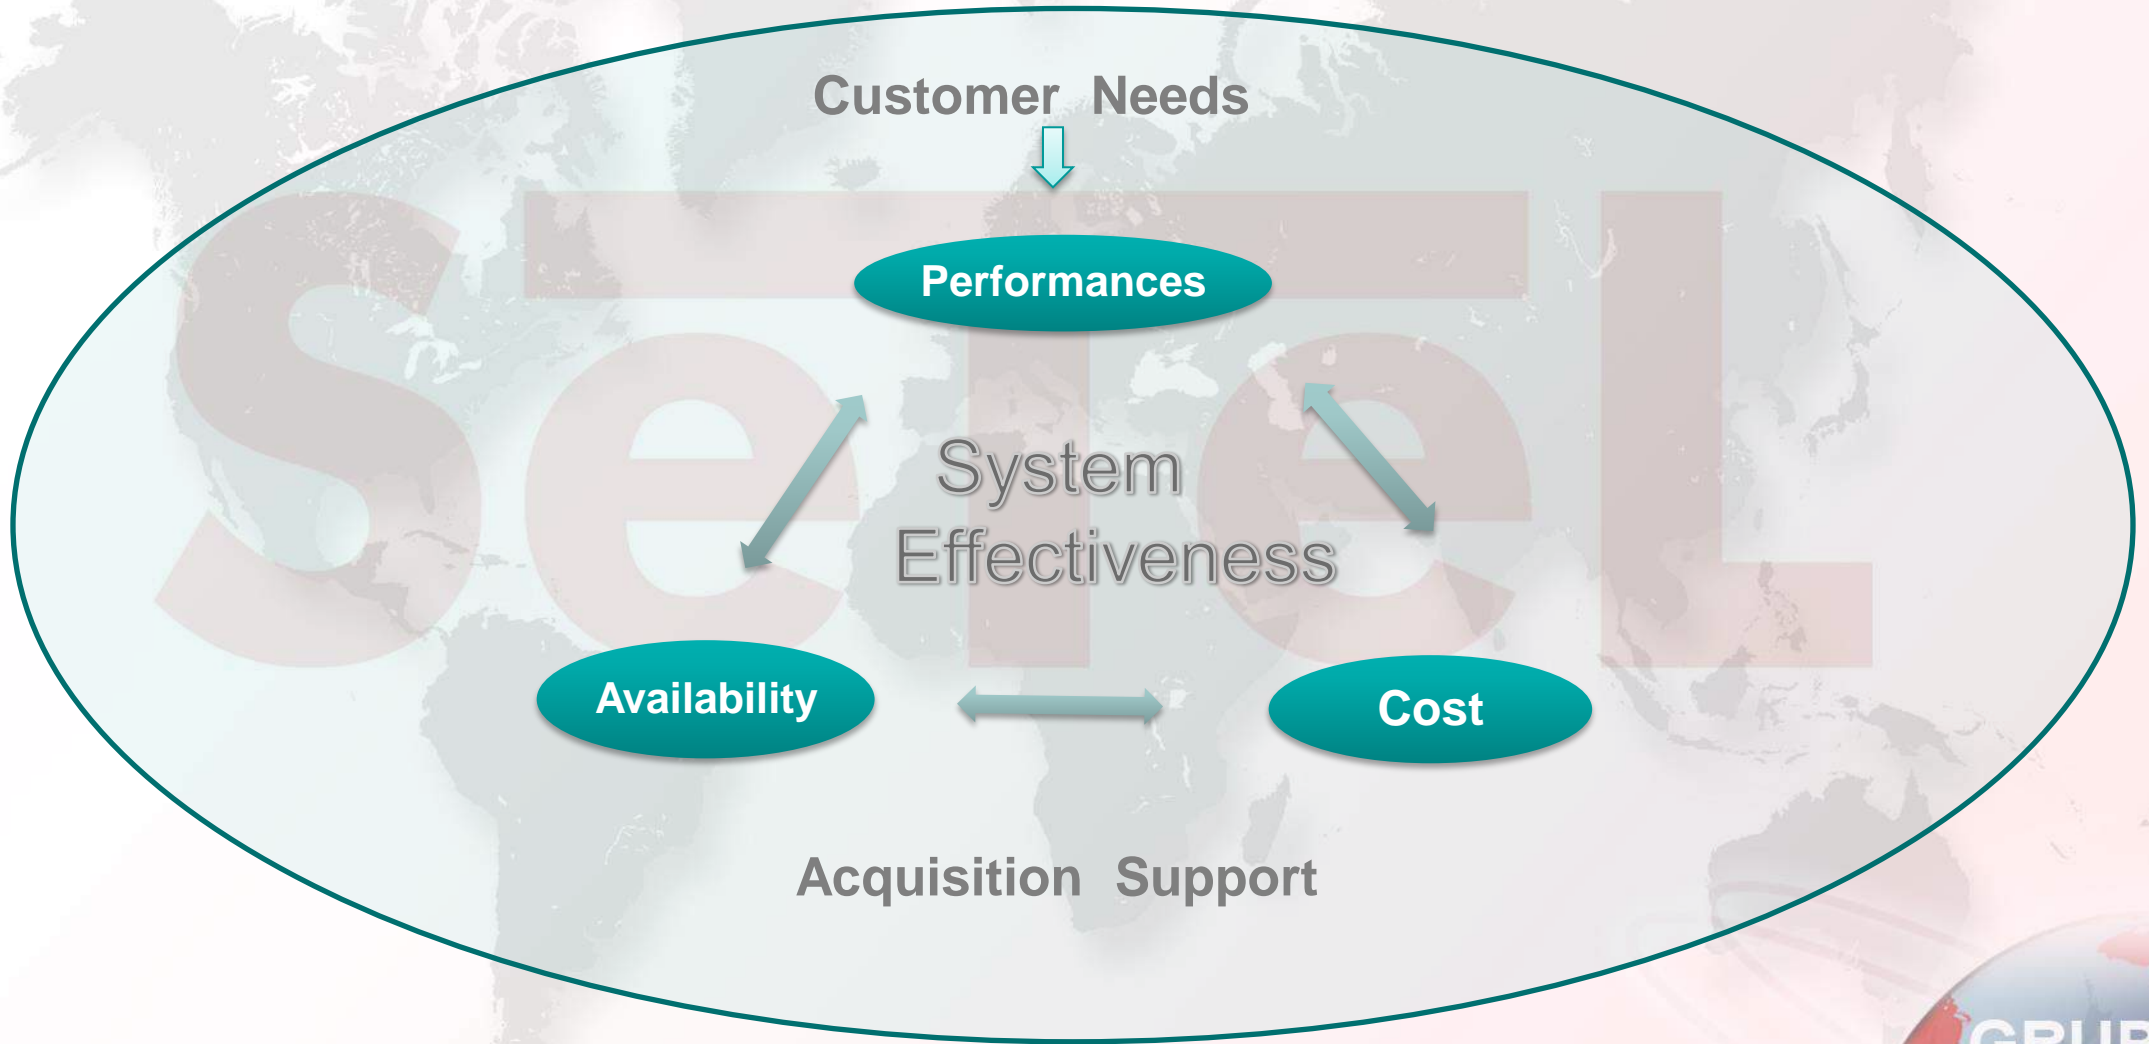 Customer Needs
SeTeL
Performances
System
Effectiveness
Availability
Cost
Acquisition Support